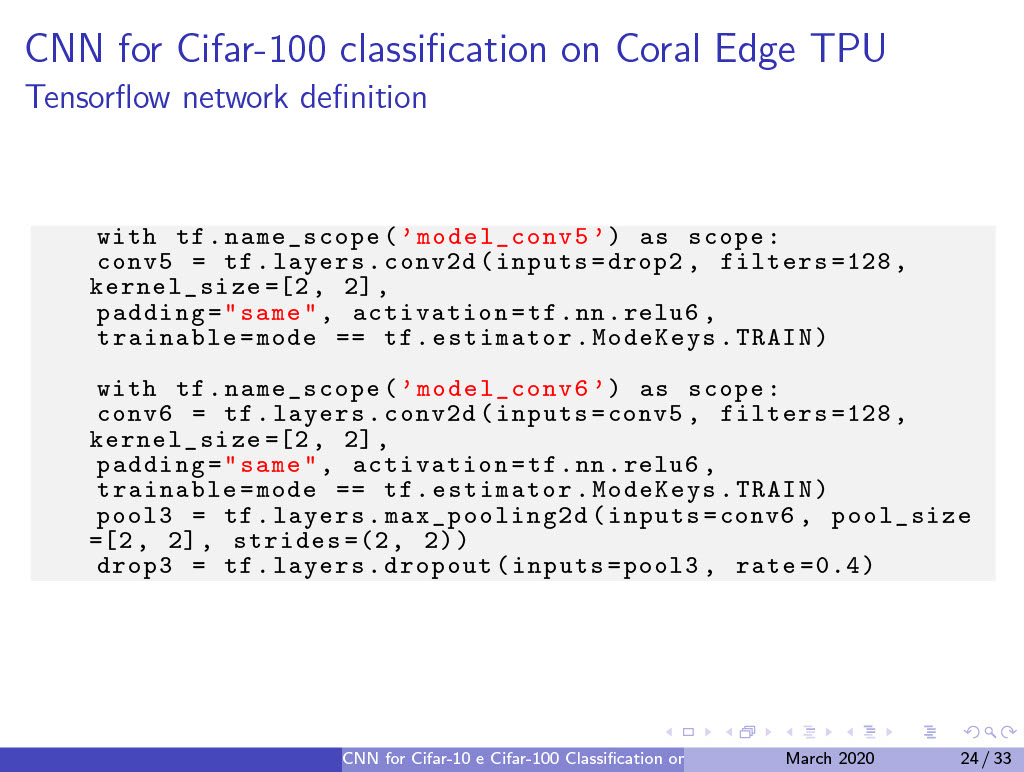 CNN for Cifar-100 classification on Coral Edge TPU
Tensorflow network definition
with tf.name_scope('model_conv5') as scope:
conv5 = tf.layers.conv2d(inputs=drop2, filters=128,
kernel_size=[2, 2],
padding="same", activation=tf.nn.relu6,
trainable=mode == tf.estimator.ModeKeys.TRAIN)
with tf.name_scope('model_conv6') as scope:
conv6 = tf.layers.conv2d(inputs=conv5, filters=128,
kernel_size=[2, 2],
padding="same", activation=tf.nn.relu6,
trainable=mode == tf.estimator.ModeKeys.TRAIN)
pool3 = tf.layers.max_pooling2d(inputs=conv6, pool_size
=[2, 2], strides=(2, 2))
drop3 = tf.layers.dropout(inputs=pool3, rate=0.4)
CNN for Cifar-10 e Cifar-100 Classification or March 2020 24 / 33